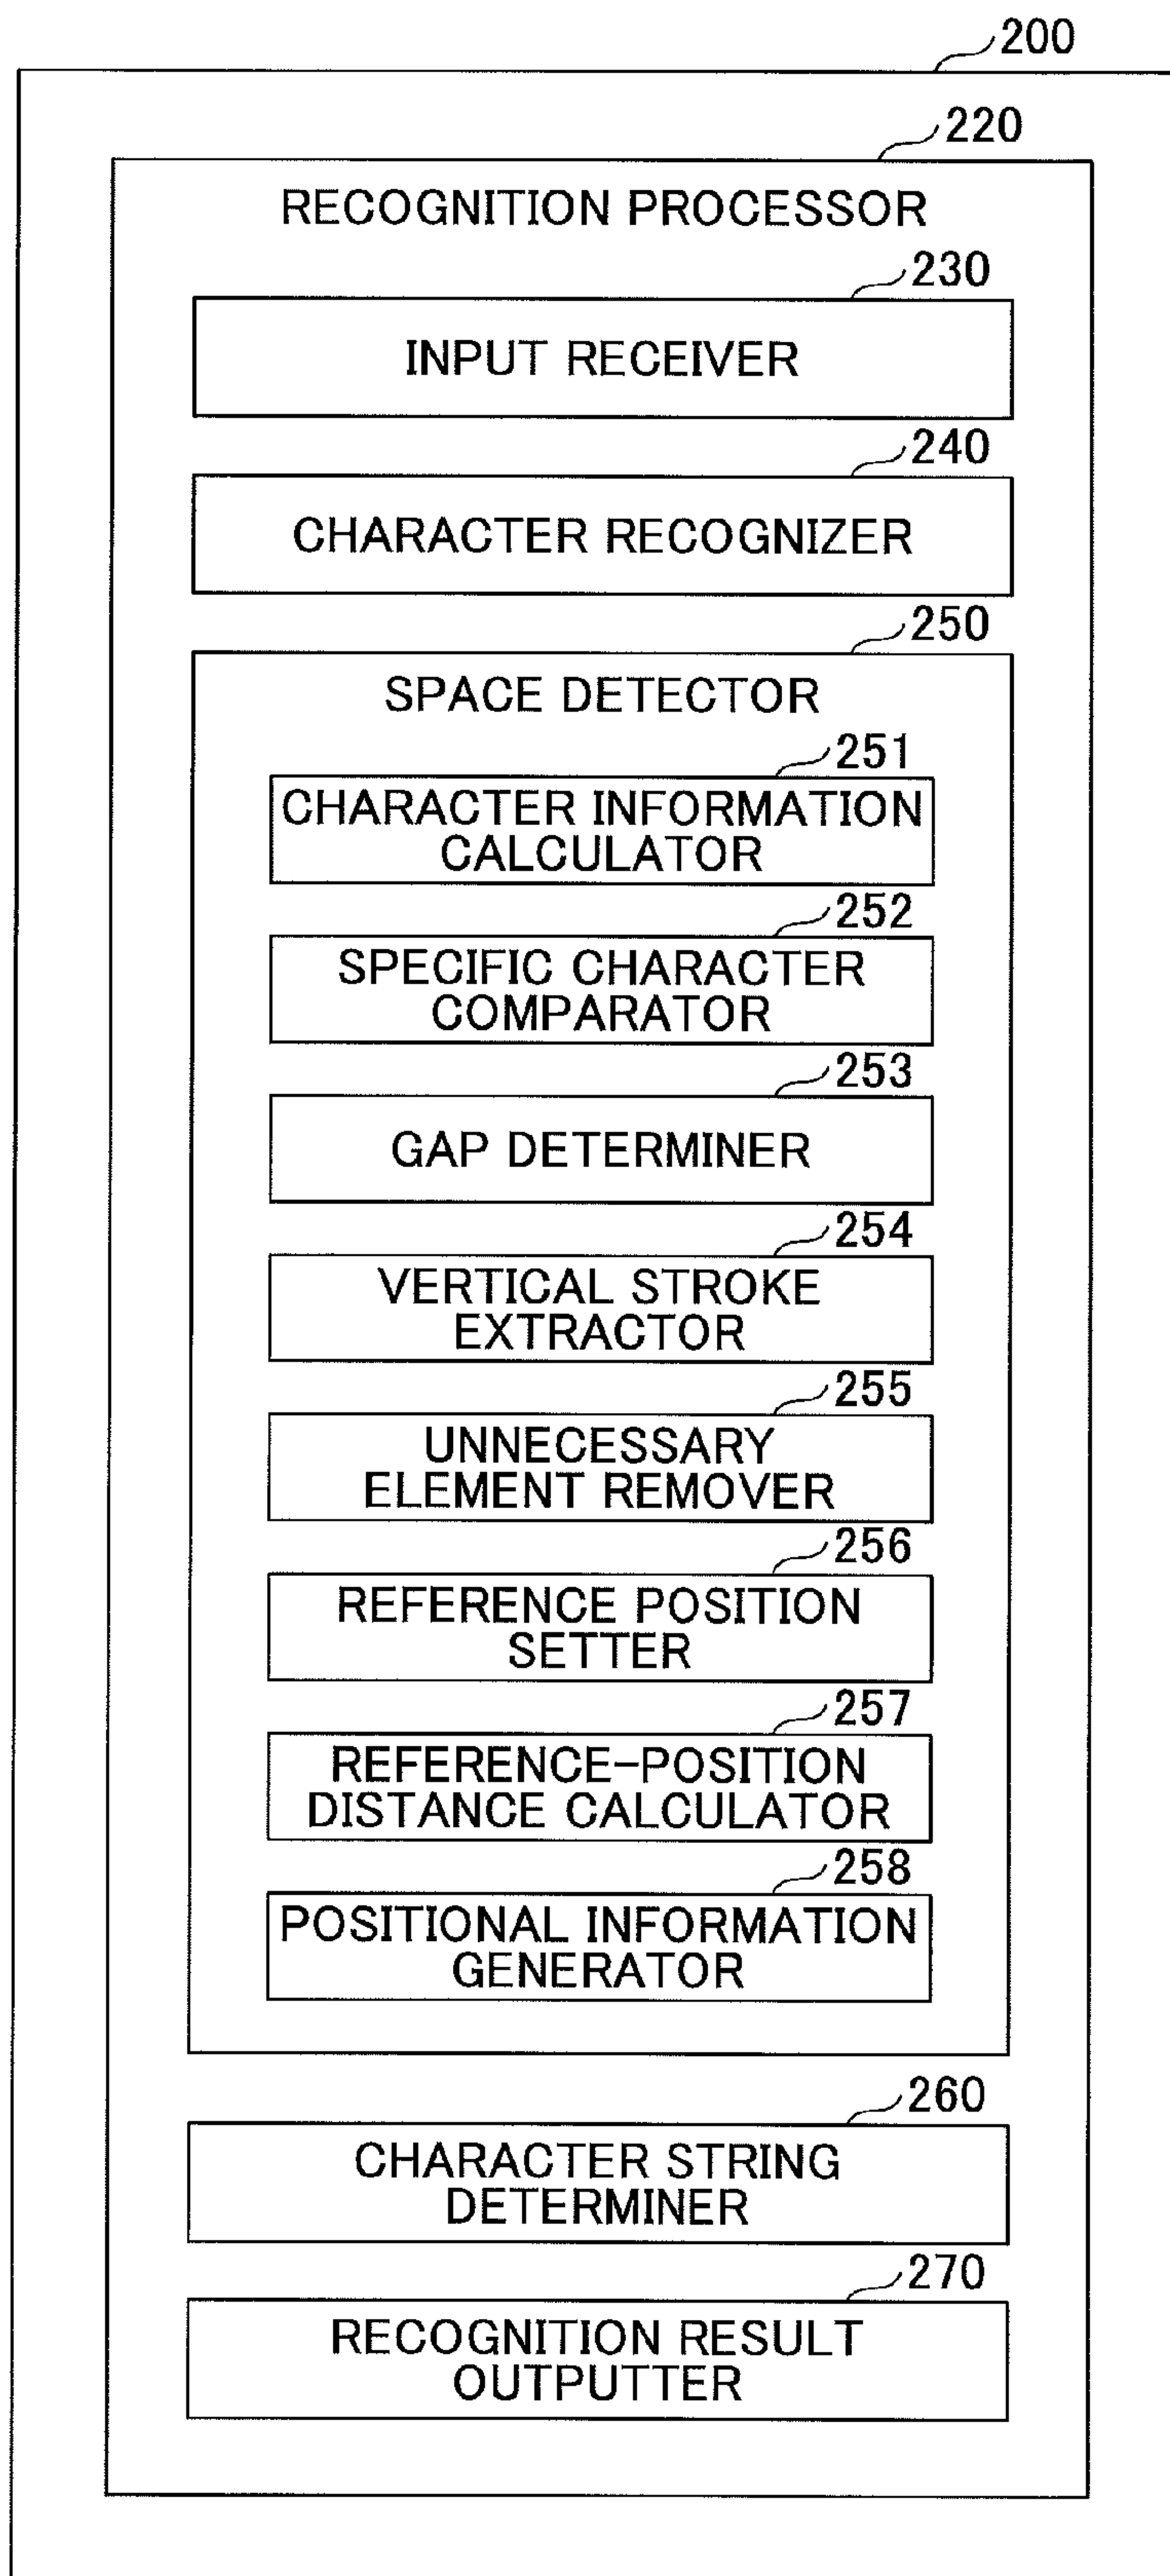 200
220
RECOGNITION PROCESSOR
230
INPUT RECEIVER
240
CHARACTER RECOGNIZER
250
SPACE DETECTOR
251
CHARACTER INFORMATION
CALCULATOR
252
SPECIFIC CHARACTER
COMPARATOR
253
GAP DETERMINER
254
VERTICAL STROKE
EXTRACTOR
255
UNNECESSARY
ELEMENT REMOVER
256
REFERENCE POSITION
SETTER
257
REFERENCE-POSITION
DISTANCE CALCULATOR
258
POSITIONAL INFORMATION
GENERATOR
260
CHARACTER STRING
DETERMINER
270
RECOGNITION RESULT
OUTPUTTER